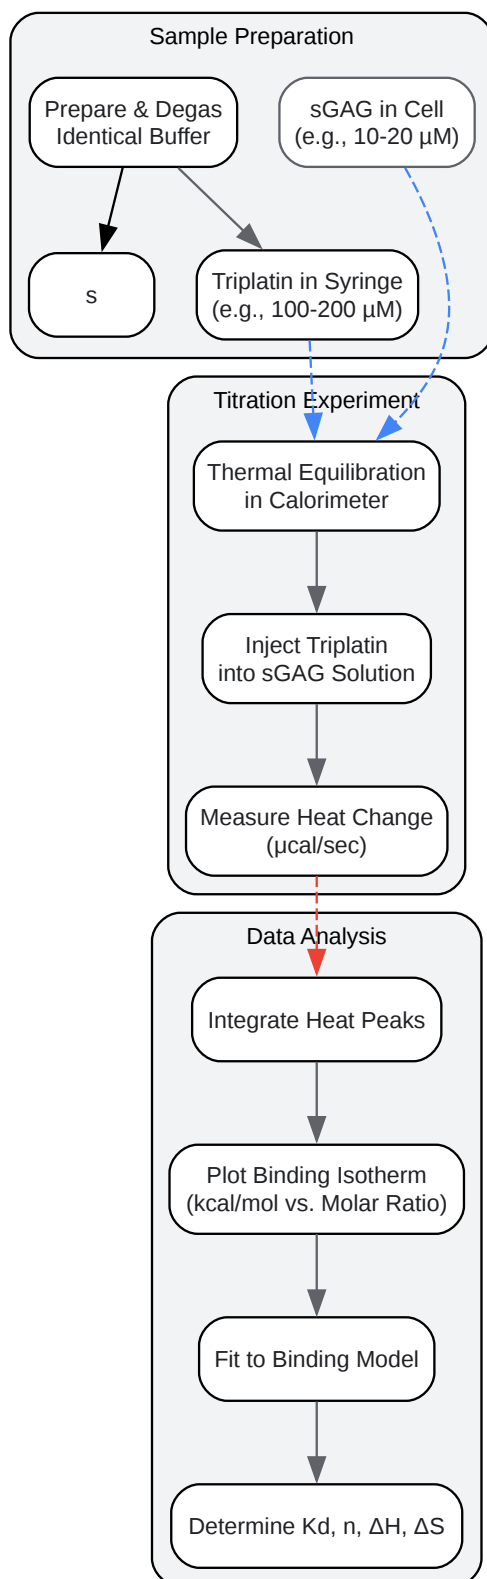 Sample Preparation
Prepare & Degas
Identical Buffer
sGAG in Cell
(e.g., 10-20 µM)
s
Triplatin in Syringe
(e.g., 100-200 µM)
Titration Experiment
Thermal Equilibration
in Calorimeter
Inject Triplatin
into sGAG Solution
Measure Heat Change
(µcal/sec)
Data Analysis
Integrate Heat Peaks
Plot Binding Isotherm
(kcal/mol vs. Molar Ratio)
Fit to Binding Model
Determine Kd, n, ΔH, ΔS